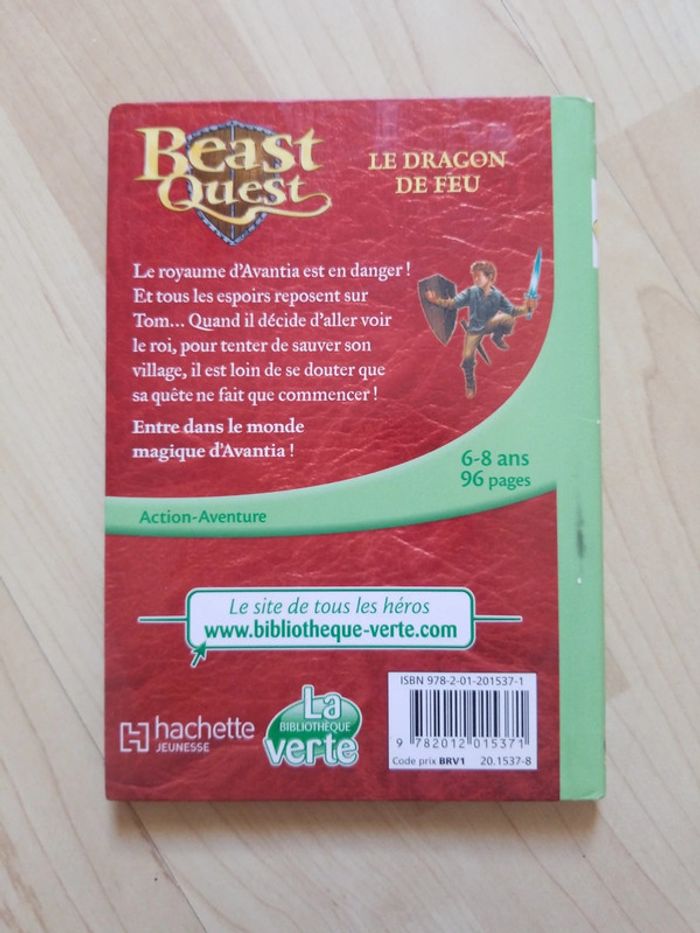 Beast
Quest
LE DRAGON
DE FEU
Le royaume d'Avantia est en danger !
Et tous les espoirs reposent sur
Tom... Quand il décide d'aller voir
le roi, pour tenter de sauver son
village, il est loin de se douter que
sa quête ne fait que commencer !
Entre dans le monde
magique d'Avantia !
6-8 ans
96 pages
Action-Aventure
Le site de tous les héros
www.bibliotheque-verte.com
hachette
JEUNESSE
La
BIBLIOTHÈQUE
verte
ISBN 978-2-01-201537-1
9 782012 015371
Code prix BRV1 20.1537-8